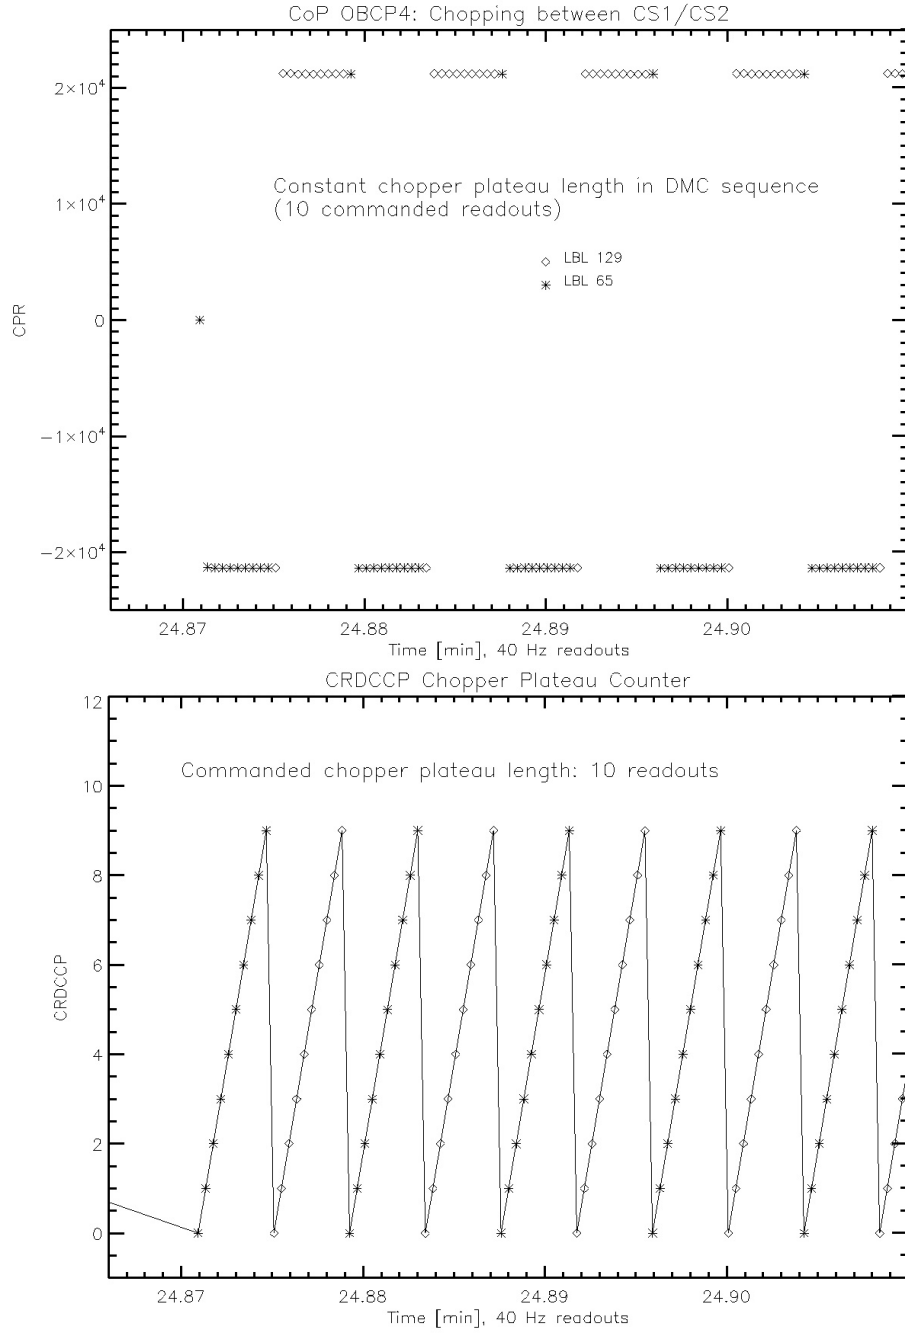 CoP OBCP4: Chopping between CS1/CS2
2×10⁴
Constant chopper plateau length in DMC sequence
1×10⁴
(10 commanded readouts)
◇ LBL 129
✳ LBL 65
CPR
0
−1×10⁴
−2×10⁴
24.87 24.88 24.89 24.90
Time [min], 40 Hz readouts
CRDCCP Chopper Plateau Counter
12
Commanded chopper plateau length: 10 readouts
10
8
6
CRDCCP
4
2
0
24.87 24.88 24.89 24.90
Time [min], 40 Hz readouts